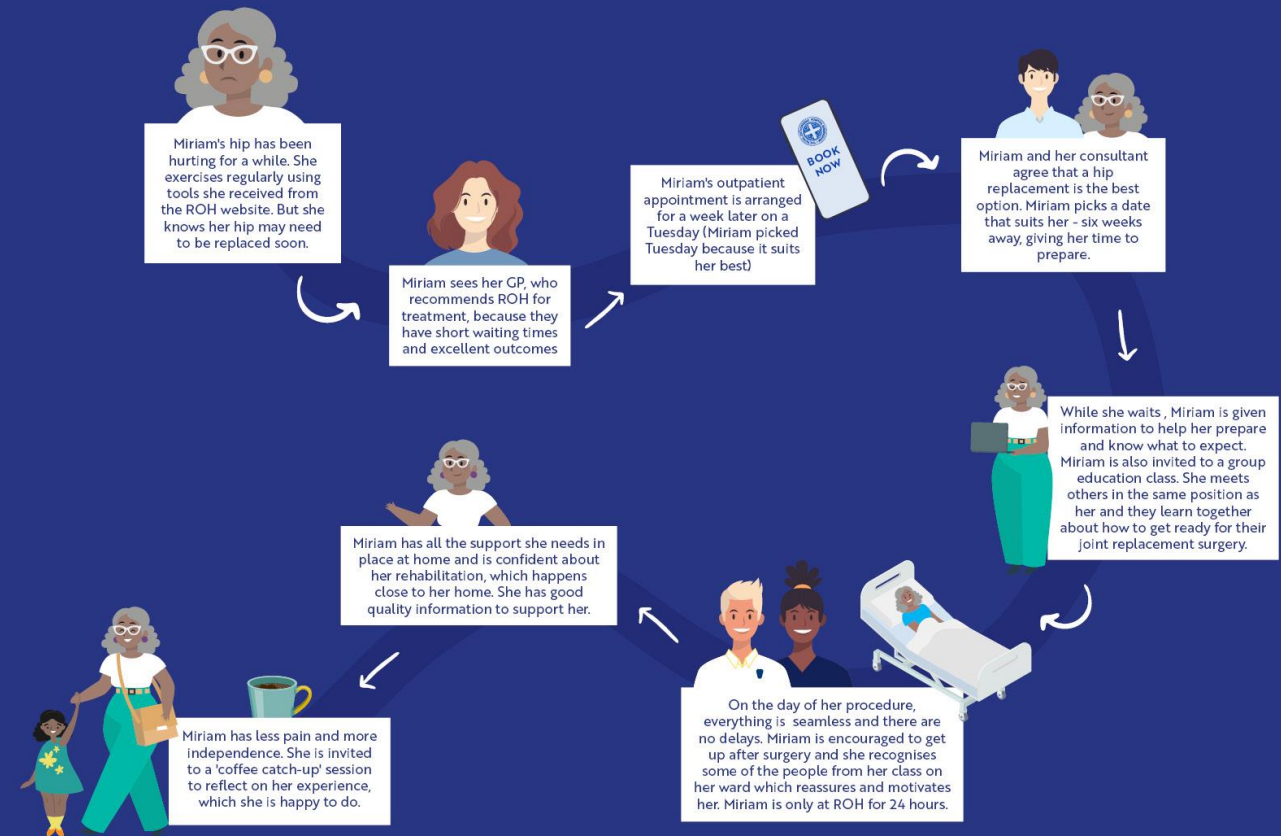 Miriam's hip has been
hurting for a while. She
exercises regularly using
tools she received from
the ROH website. But she
knows her hip may need
to be replaced soon.
Miriam sees her GP, who
recommends ROH for
treatment, because they
have short waiting times
and excellent outcomes
BOOK
NOW
Miriam's outpatient
appointment is arranged
for a week later on a
Tuesday (Miriam picked
Tuesday because it suits
her best)
Miriam and her consultant
agree that a hip
replacement is the best
option. Miriam picks a date
that suits her - six weeks
away, giving her time to
prepare.
While she waits , Miriam is given
information to help her prepare
and know what to expect.
Miriam is also invited to a group
education class. She meets
others in the same position as
her and they learn together
about how to get ready for their
joint replacement surgery.
On the day of her procedure,
everything is seamless and there are
no delays. Miriam is encouraged to get
up after surgery and she recognises
some of the people from her class on
her ward which reassures and motivates
her. Miriam is only at ROH for 24 hours.
Miriam has all the support she needs in
place at home and is confident about
her rehabilitation, which happens
close to her home. She has good
quality information to support her.
Miriam has less pain and more
independence. She is invited
to a 'coffee catch-up' session
to reflect on her experience,
which she is happy to do.